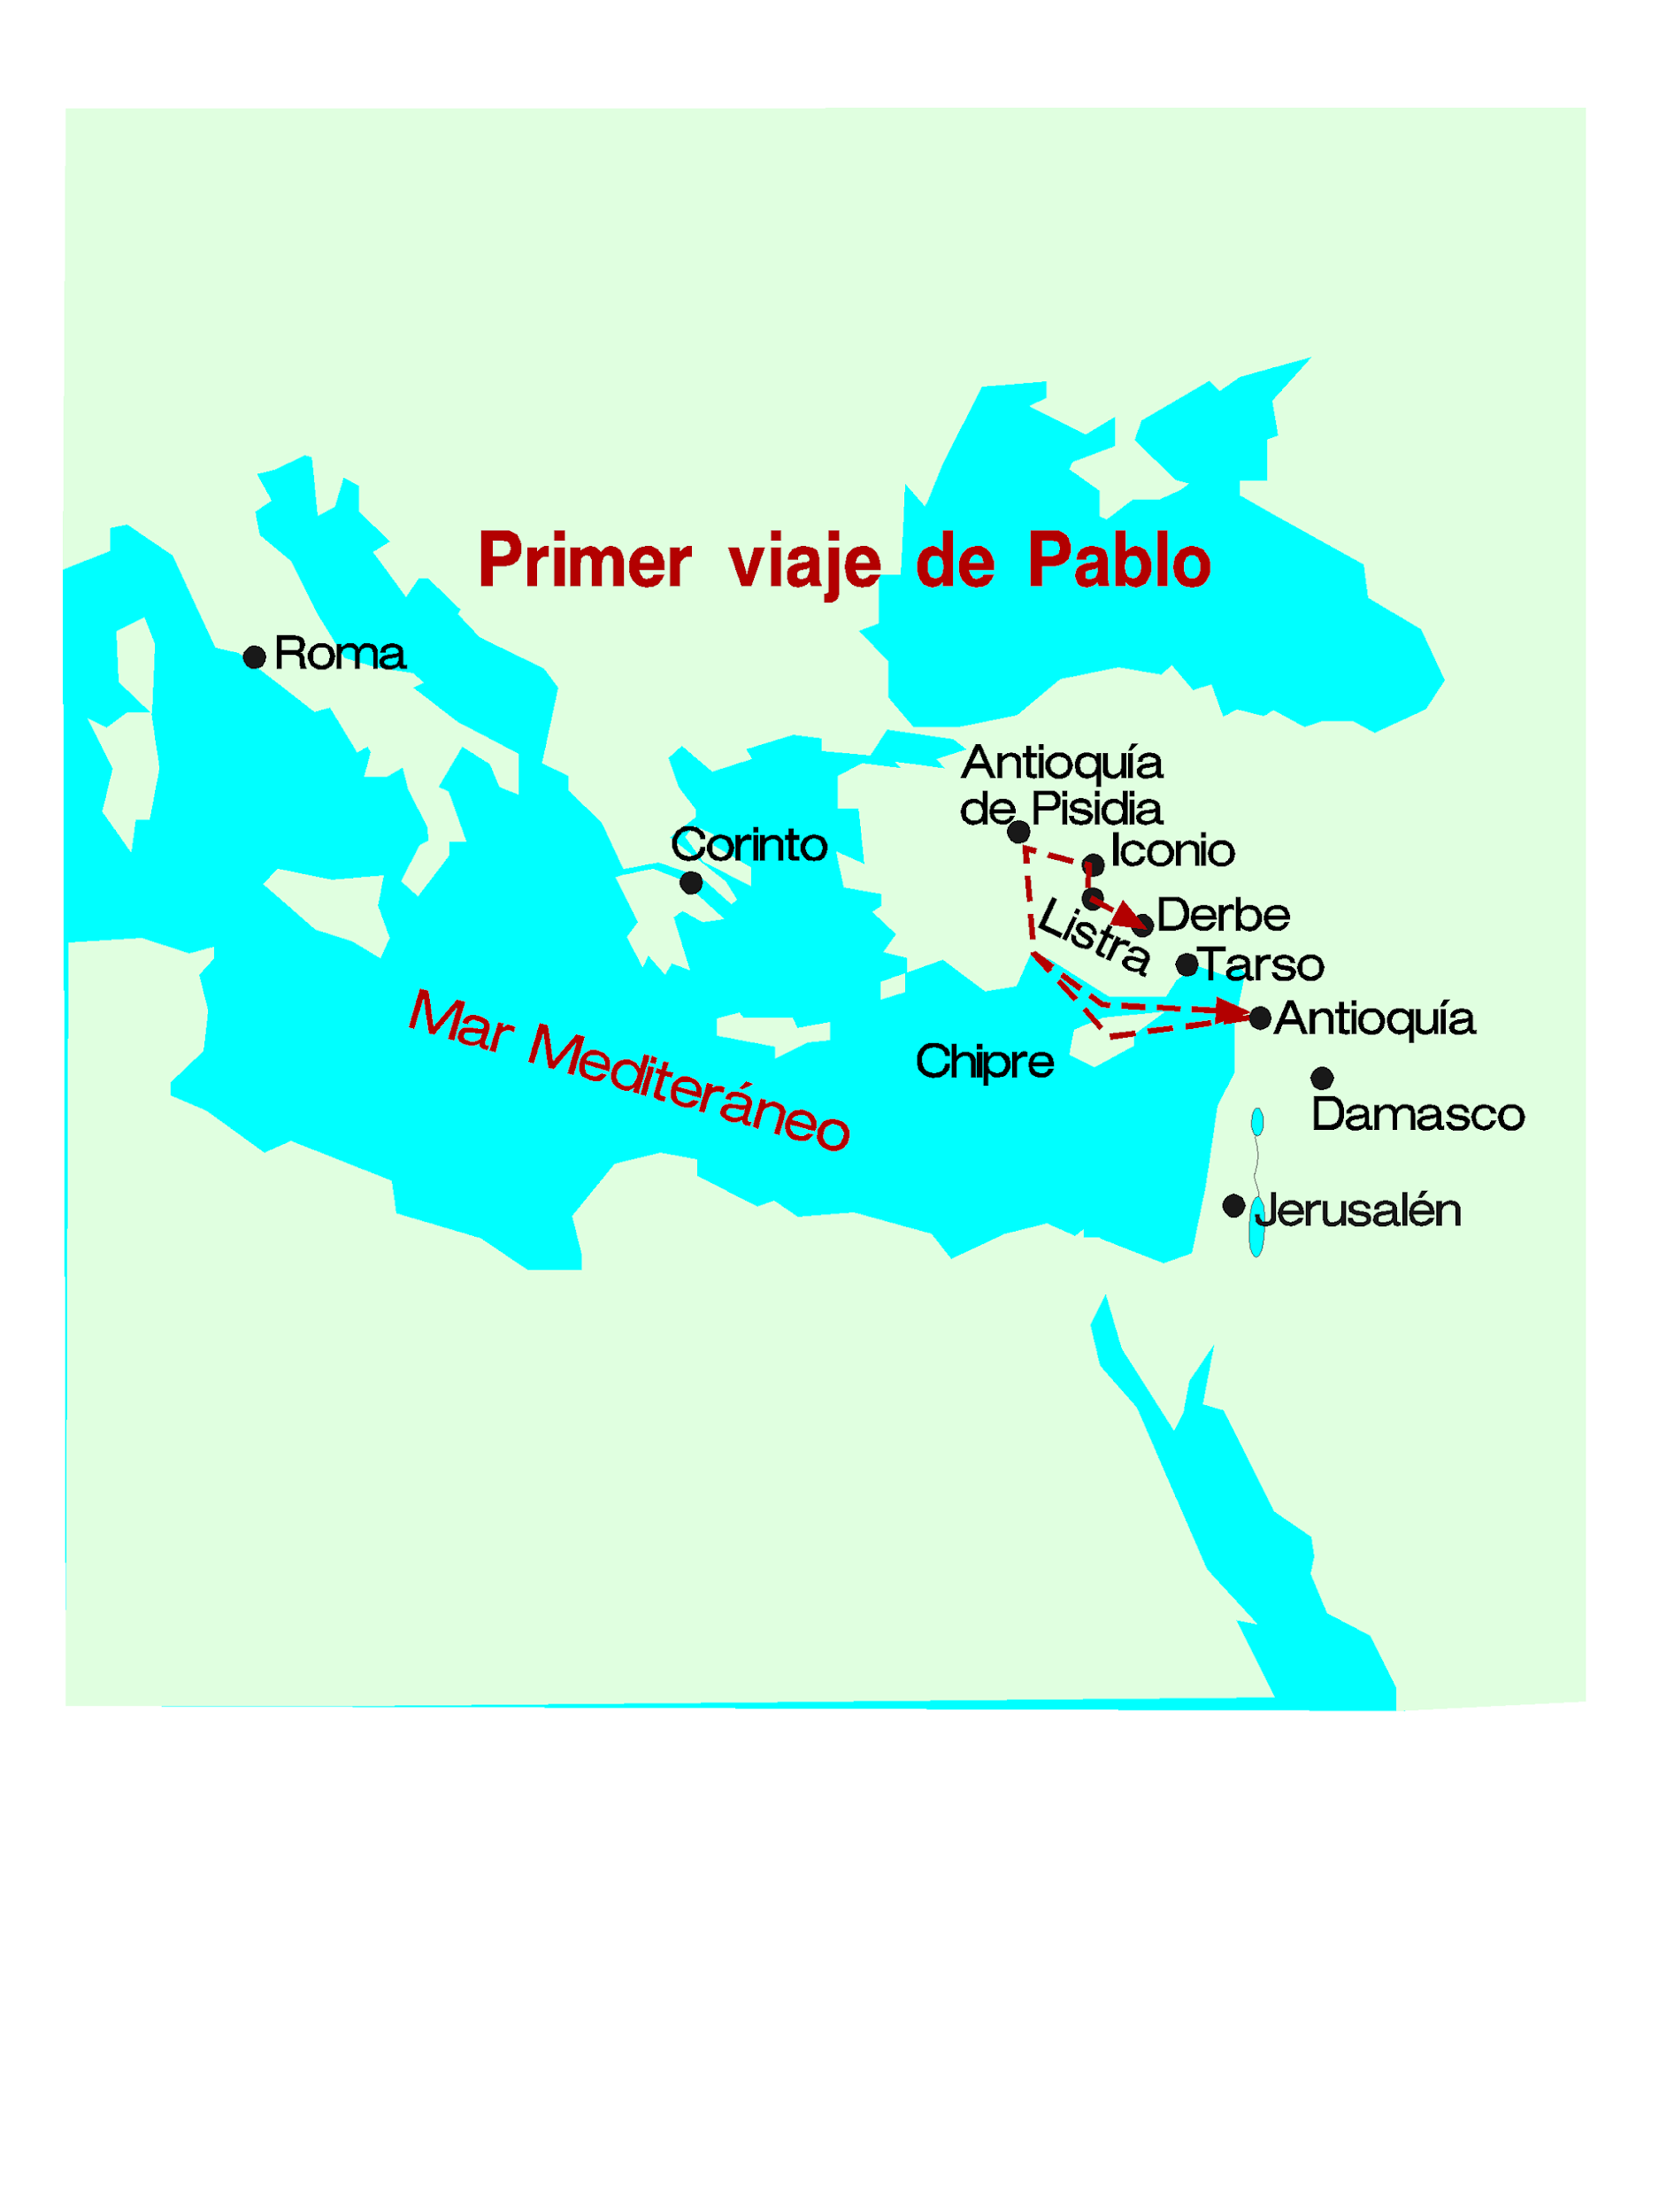 Primer viaje de Pablo
Roma
Antioquía
de Pisidia
Corinto
Iconio
Listra
Derbe
Tarso
Antioquía
Mar Mediteráneo
Chipre
Damasco
Jerusalén